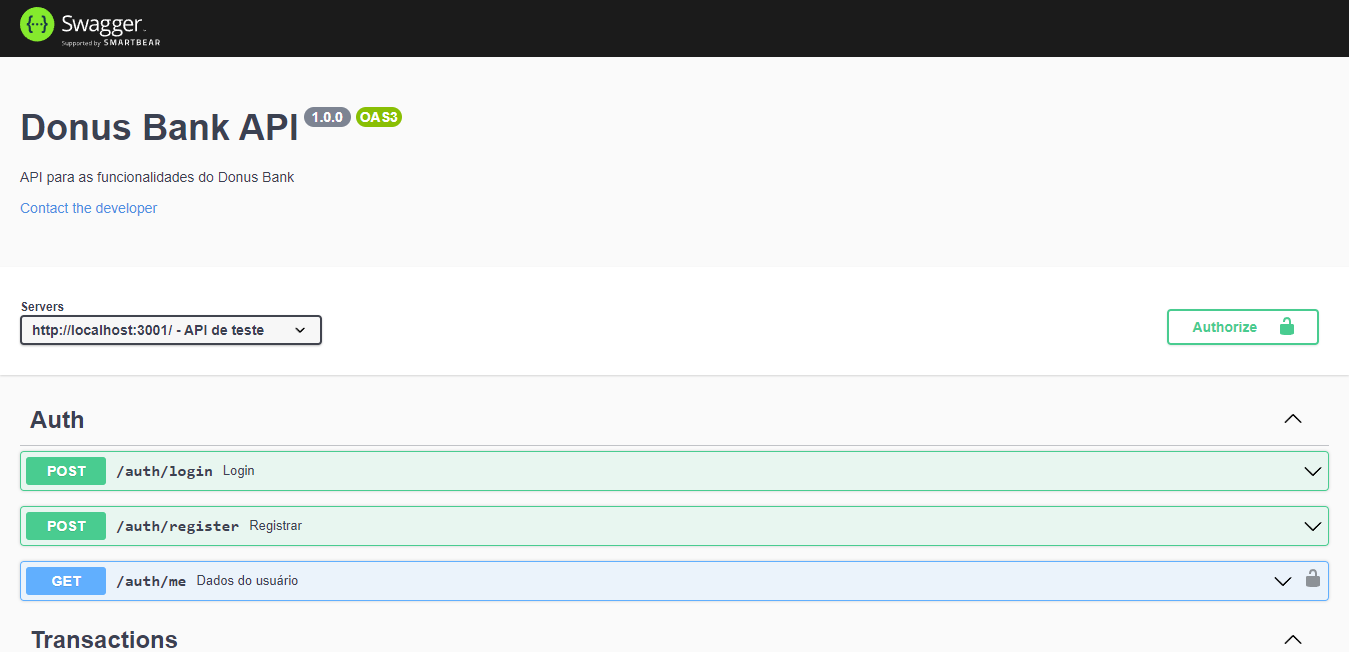 Swagger
Supported by SMARTBEAR
Donus Bank API 1.0.0 OAS3
API para as funcionalidades do Donus Bank
Contact the developer
Servers
http://localhost:3001/ - API de teste
Authorize
Auth
POST /auth/login Login
POST /auth/register Registrar
GET /auth/me Dados do usuário
Transactions